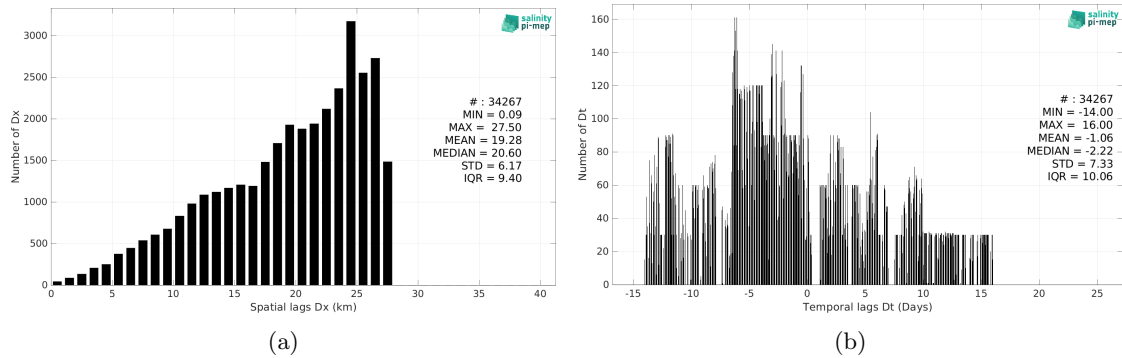 salinity
pi-mep
3000
2500
2000
1500
1000
500
0
Number of Dx
# : 34267
MIN = 0.09
MAX = 27.50
MEAN = 19.28
MEDIAN = 20.60
STD = 6.17
IQR = 9.40
0 5 10 15 20 25 30 35 40
Spatial lags Dx (km)
(a)
salinity
pi-mep
160
140
120
100
80
60
40
20
0
Number of Dt
# : 34267
MIN = -14.00
MAX = 16.00
MEAN = -1.06
MEDIAN = -2.22
STD = 7.33
IQR = 10.06
-15 -10 -5 0 5 10 15 20 25
Temporal lags Dt (Days)
(b)